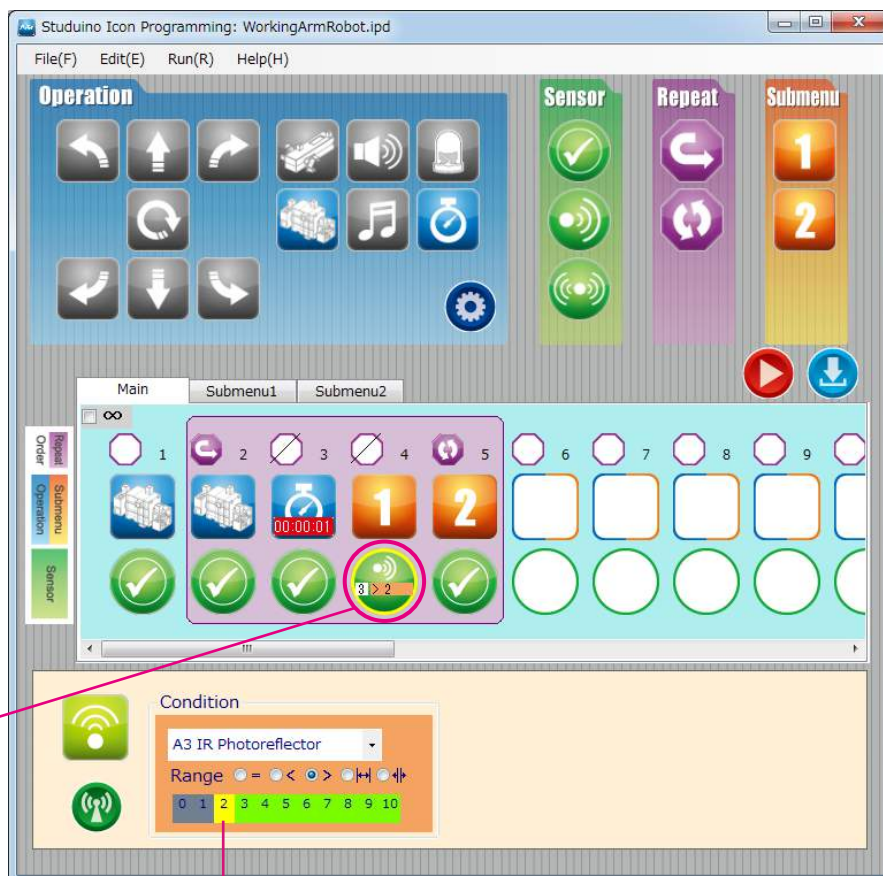 Studuino Icon Programming: WorkingArmRobot.ipd
File(F) Edit(E) Run(R) Help(H)
Operation
Sensor
Repeat
Submenu
1
2
Main Submenu1 Submenu2
∞
Repeat Order
1 2 3 4 5 6 7 8 9
Submenu Operation
00:00:01
1
2
Sensor
3 > 2
Condition
A3 IR Photoreflector
Range = < >
0 1 2 3 4 5 6 7 8 9 10